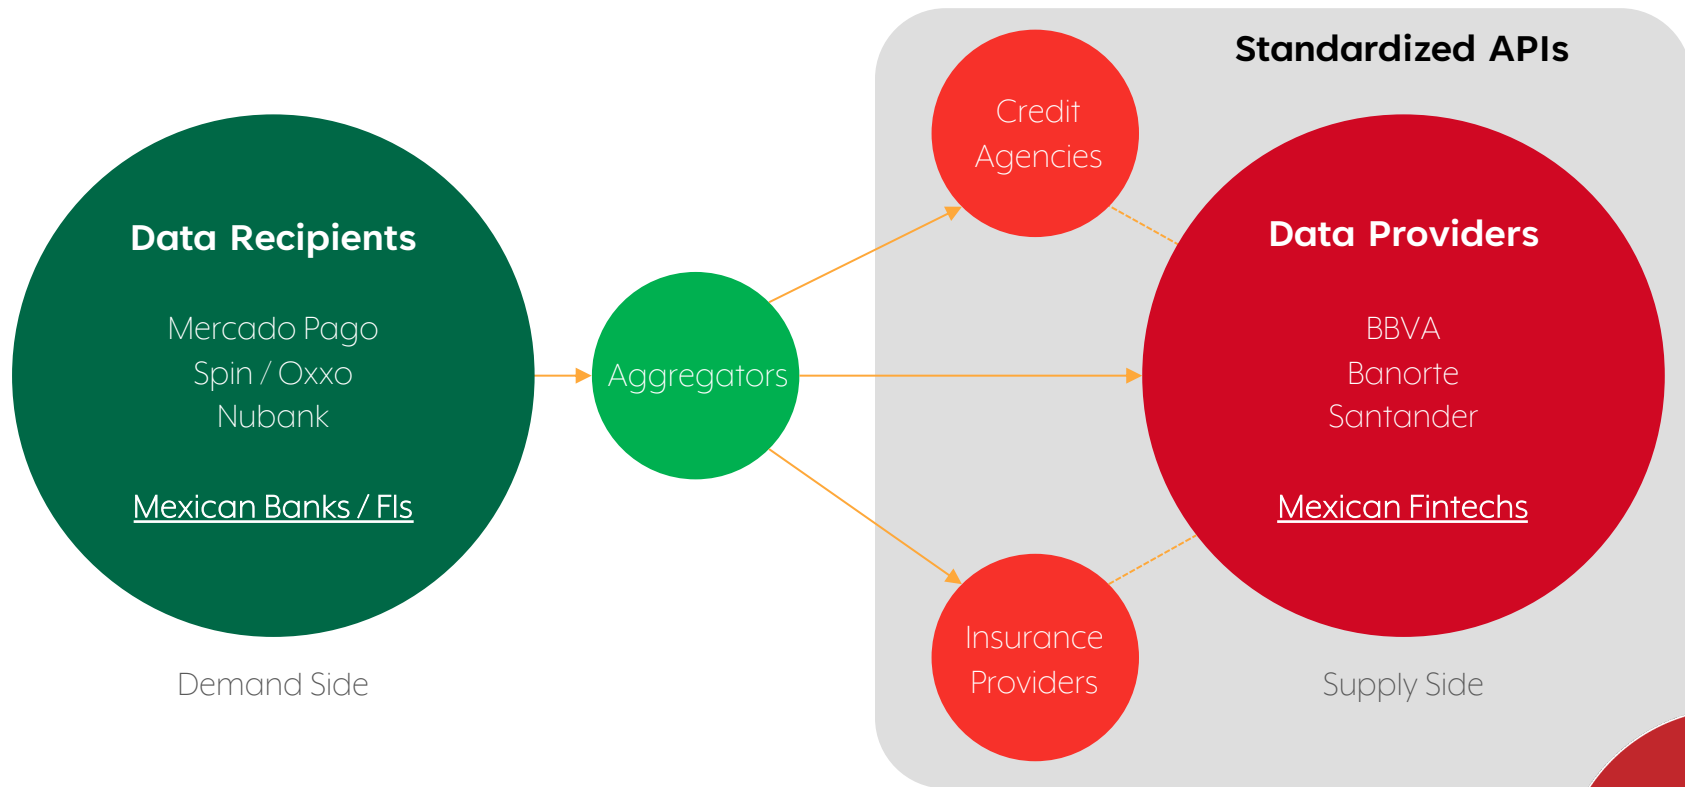 Standardized APIs
Data Recipients
Mercado Pago
Spin / Oxxo
Nubank
Mexican Banks / FIs
Demand Side
Aggregators
Credit
Agencies
Insurance
Providers
Data Providers
BBVA
Banorte
Santander
Mexican Fintechs
Supply Side